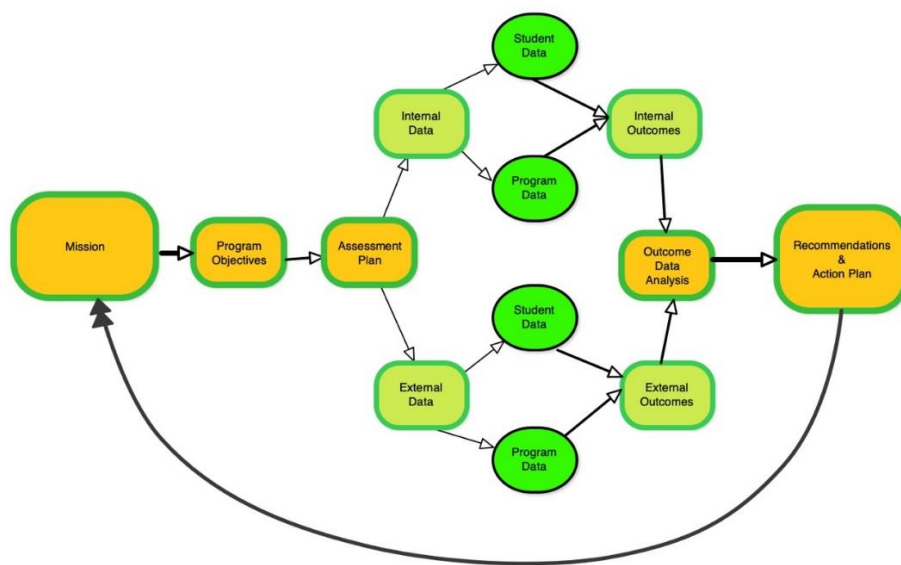 Mission
Program
Objectives
Assessment
Plan
Internal
Data
Student
Data
Program
Data
Internal
Outcomes
External
Data
Student
Data
Program
Data
External
Outcomes
Outcome
Data
Analysis
Recommendations
&
Action Plan